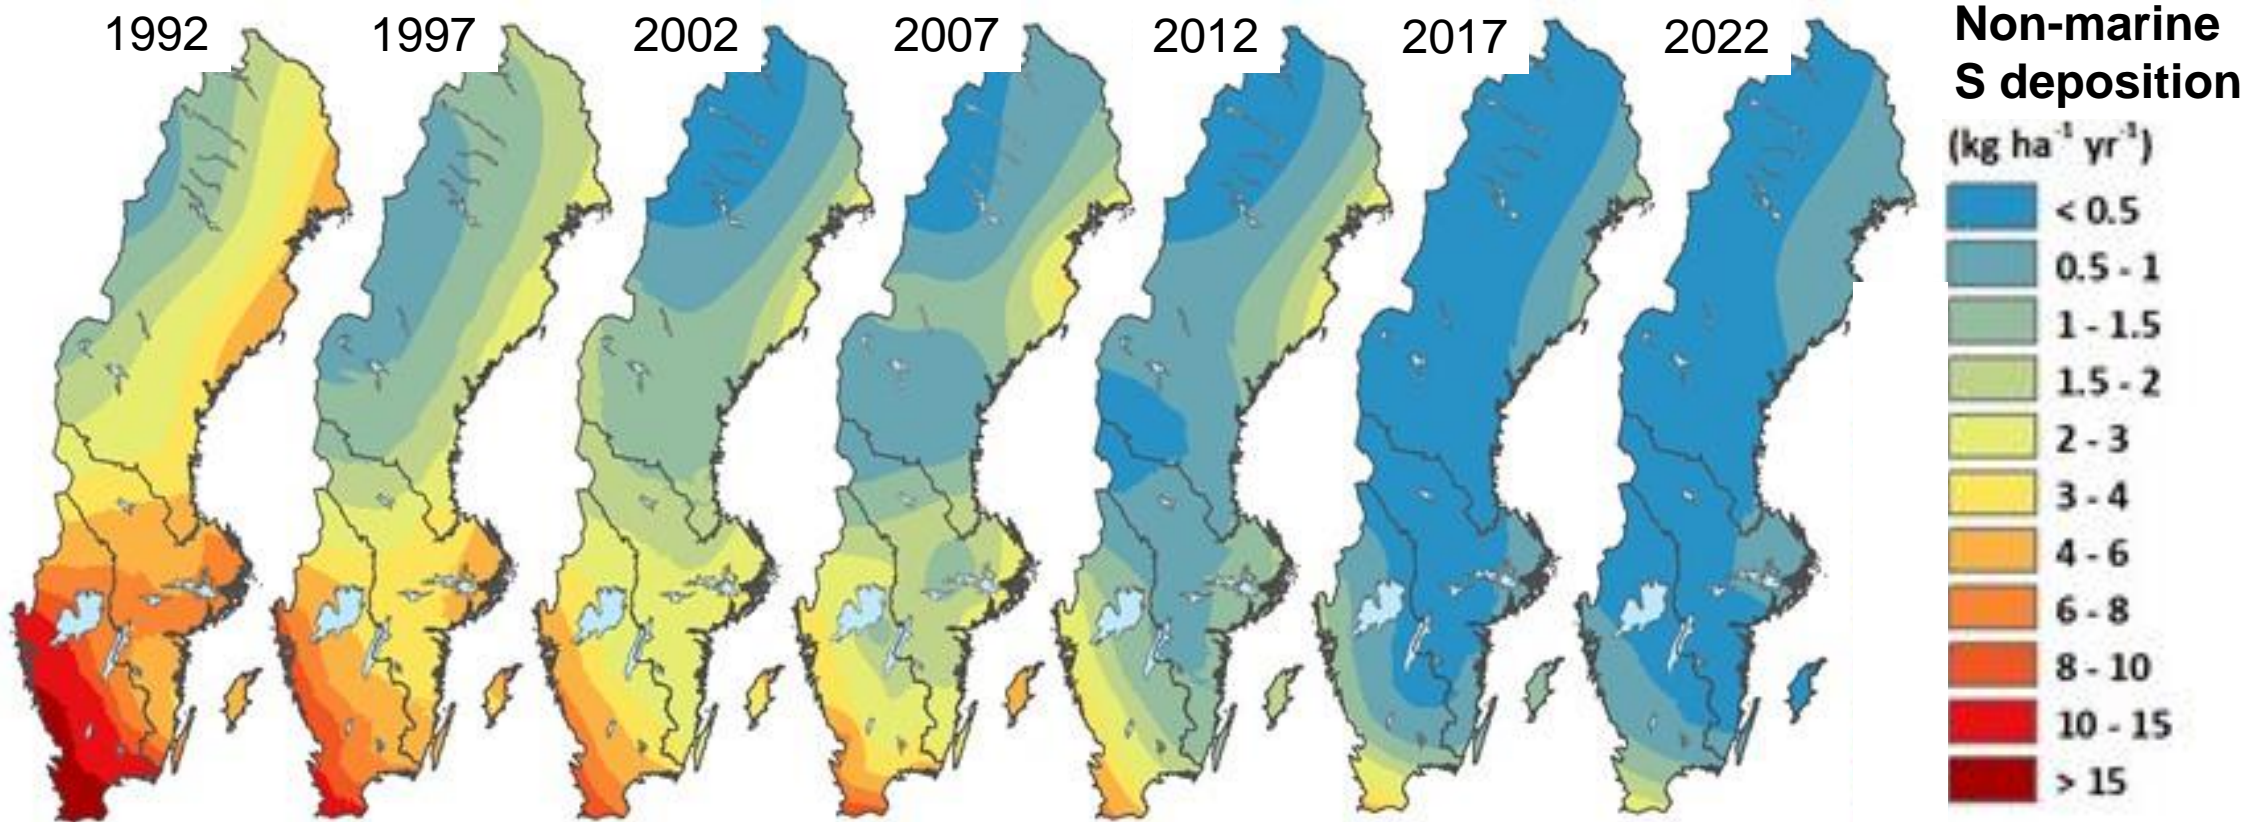 1992 1997 2002 2007 2012 2017 2022
Non-marine
S deposition
(kg ha⁻¹ yr⁻¹)
< 0.5
0.5 - 1
1 - 1.5
1.5 - 2
2 - 3
3 - 4
4 - 6
6 - 8
8 - 10
10 - 15
> 15